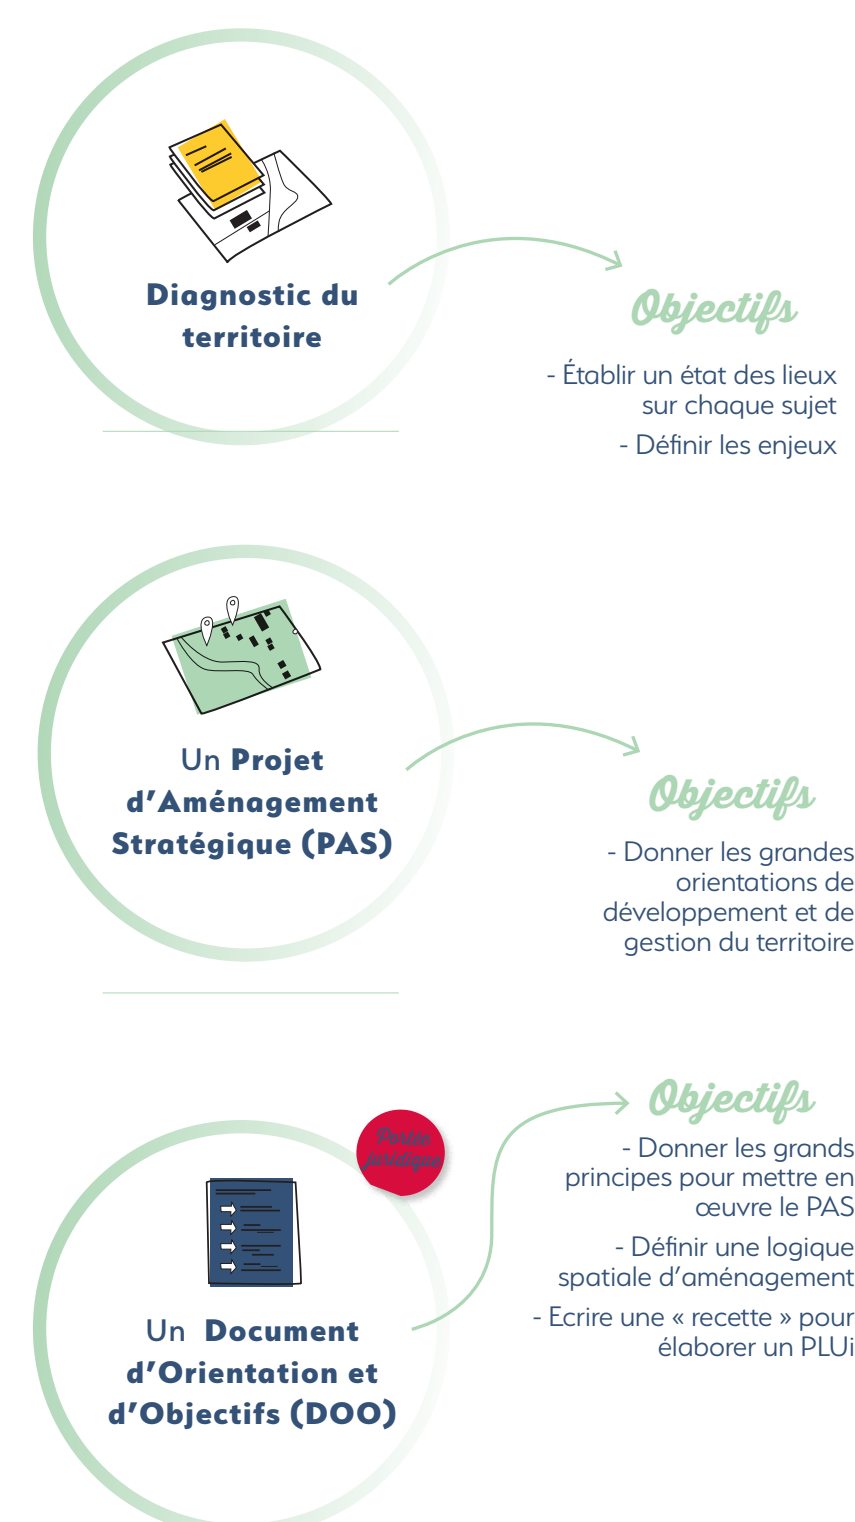 Diagnostic du
territoire
Objectifs
- Établir un état des lieux
sur chaque sujet
- Définir les enjeux
Un Projet
d’Aménagement
Stratégique (PAS)
Objectifs
- Donner les grandes
orientations de
développement et de
gestion du territoire
Portée
juridique
Un Document
d’Orientation et
d’Objectifs (DOO)
Objectifs
- Donner les grands
principes pour mettre en
œuvre le PAS
- Définir une logique
spatiale d’aménagement
- Ecrire une « recette » pour
élaborer un PLUi